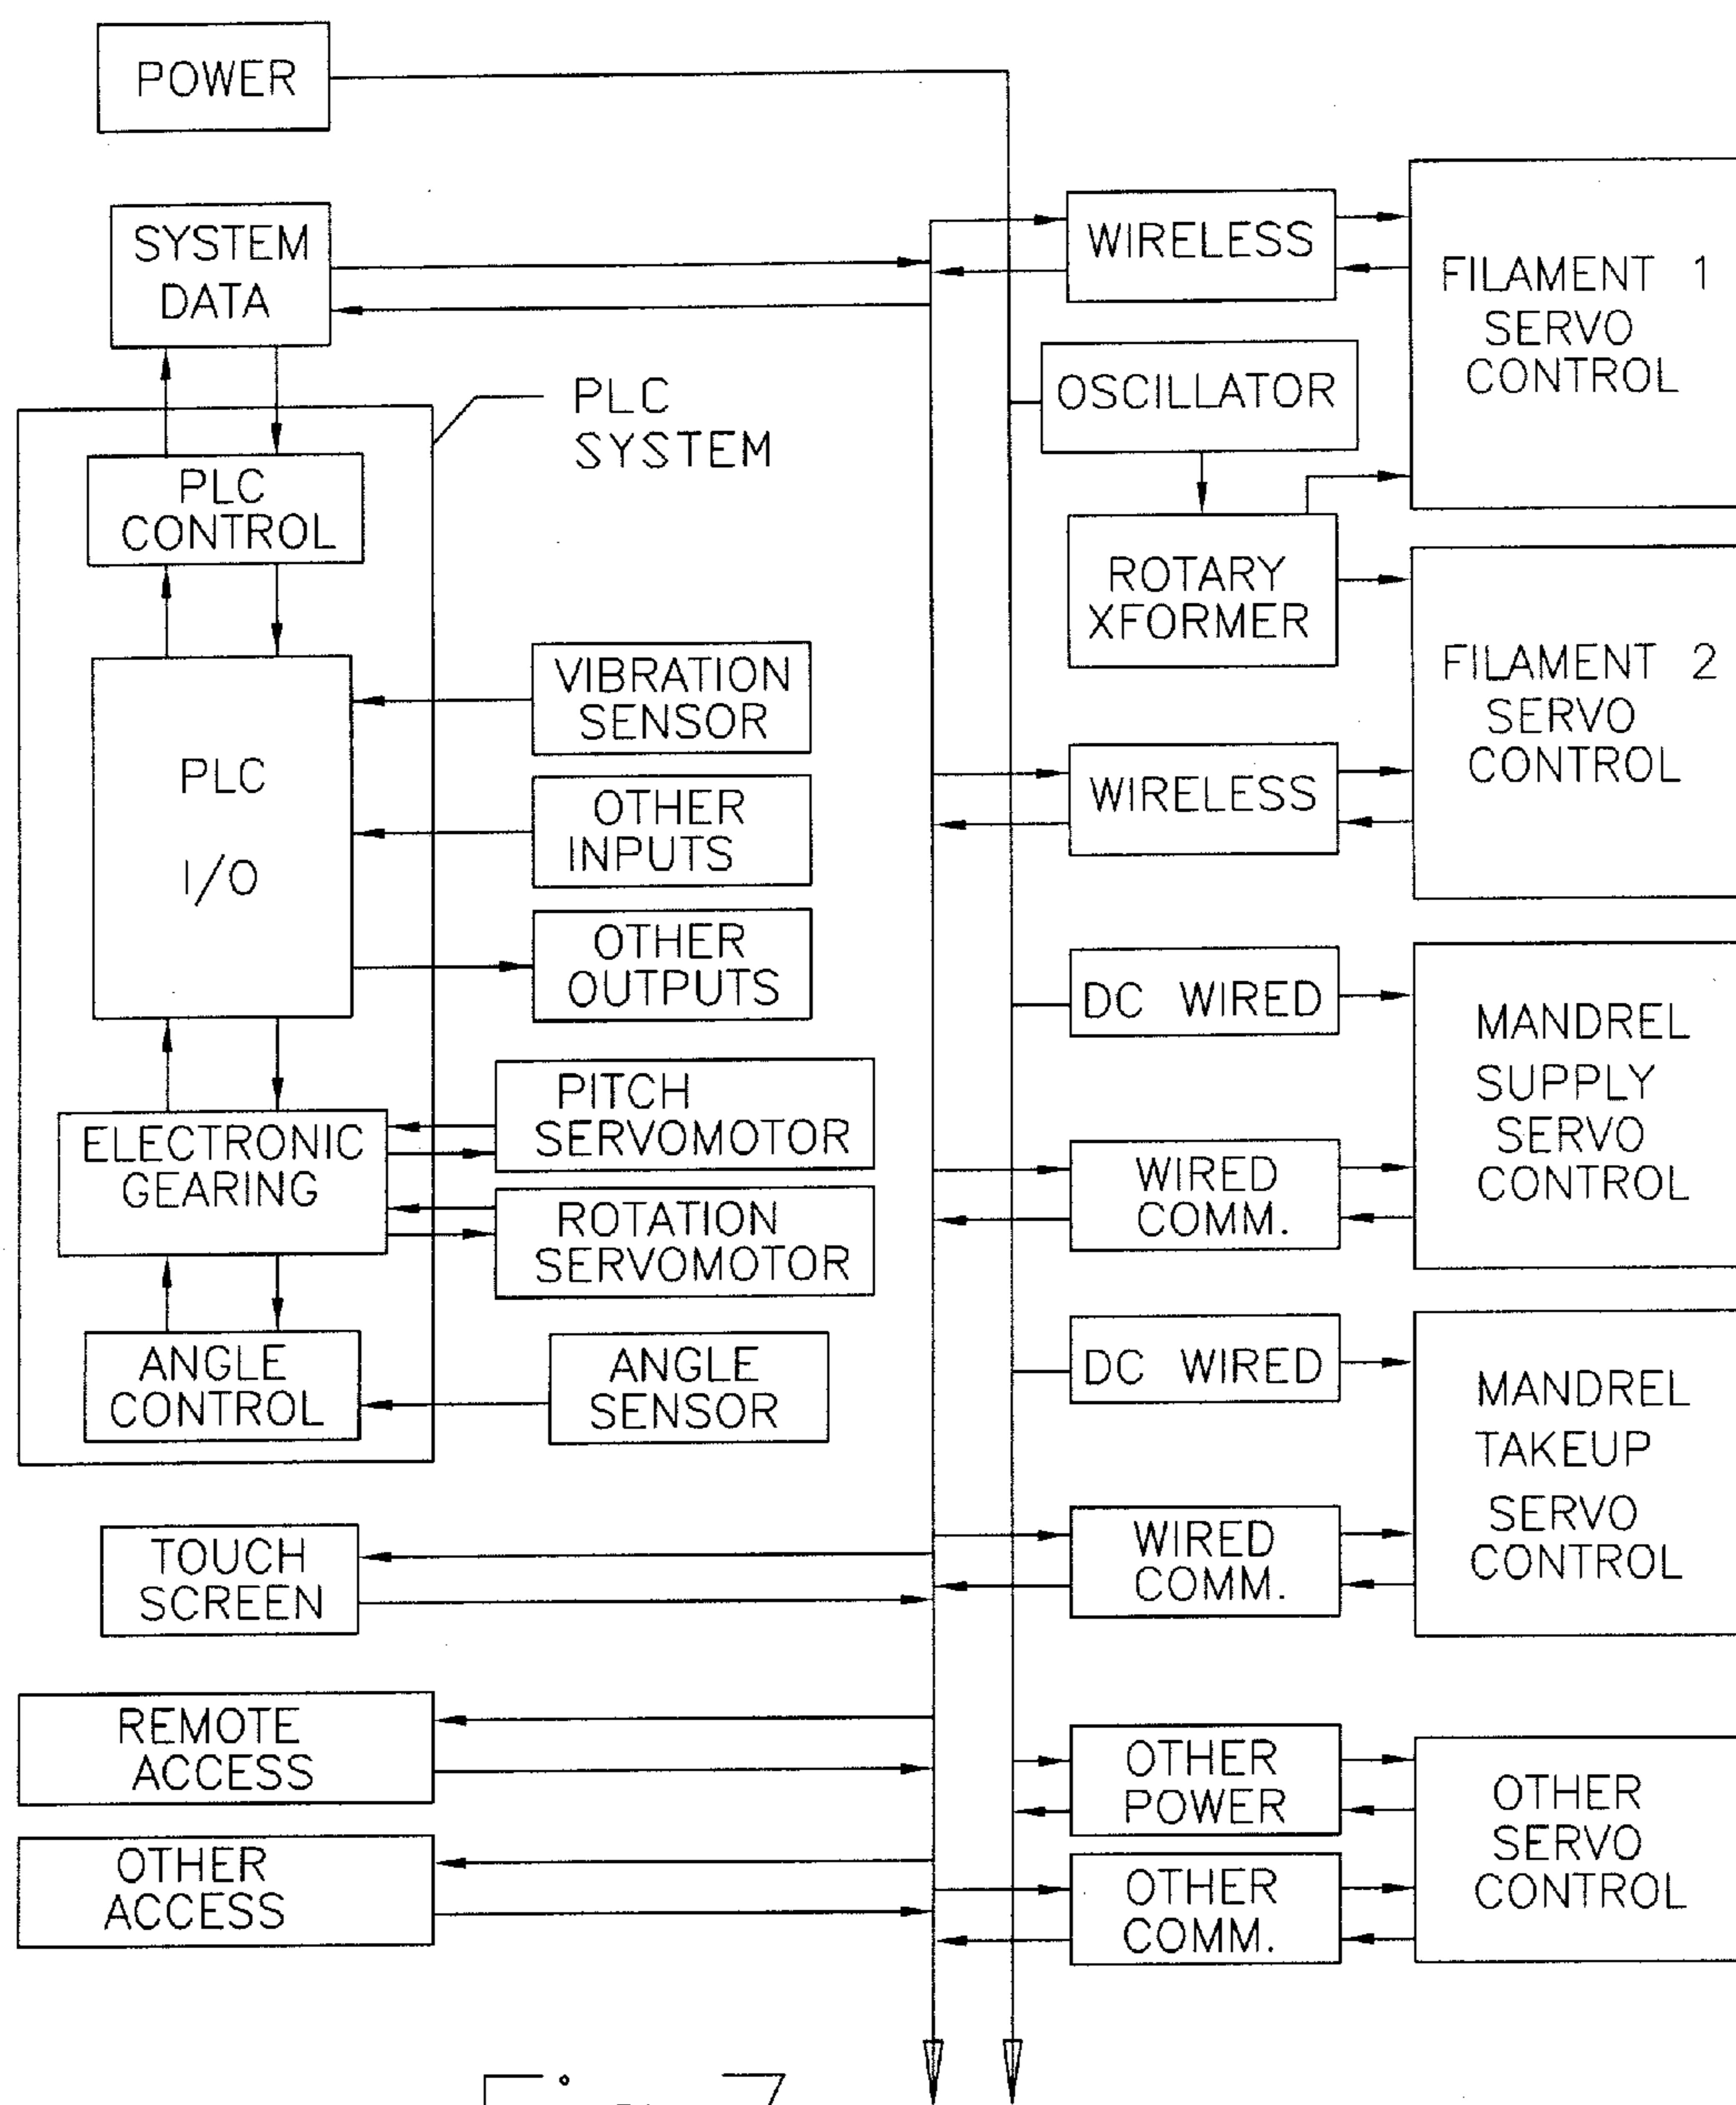 POWER
SYSTEM
DATA
PLC
SYSTEM
PLC
CONTROL
PLC
I/O
VIBRATION
SENSOR
OTHER
INPUTS
OTHER
OUTPUTS
PITCH
SERVOMOTOR
ELECTRONIC
GEARING
ROTATION
SERVOMOTOR
ANGLE
CONTROL
ANGLE
SENSOR
TOUCH
SCREEN
REMOTE
ACCESS
OTHER
ACCESS
WIRELESS
FILAMENT 1
SERVO
CONTROL
OSCILLATOR
ROTARY
XFORMER
FILAMENT 2
SERVO
CONTROL
WIRELESS
DC WIRED
MANDREL
SUPPLY
SERVO
CONTROL
WIRED
COMM.
DC WIRED
MANDREL
TAKEUP
SERVO
CONTROL
WIRED
COMM.
OTHER
POWER
OTHER
SERVO
CONTROL
OTHER
COMM.